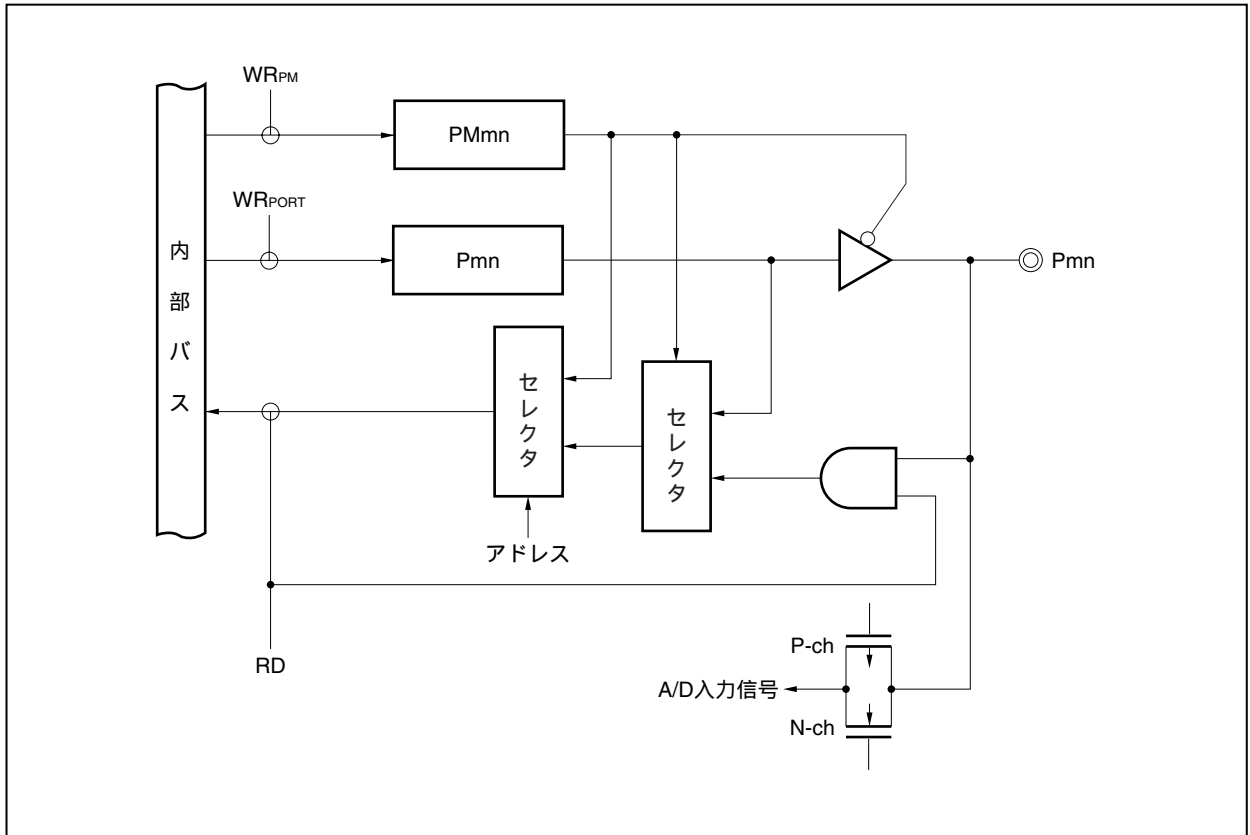 WRPM
PMmn
WRPORT
内部バス
Pmn
Pmn
セレクタ
セレクタ
アドレス
RD
P-ch
A/D入力信号
N-ch